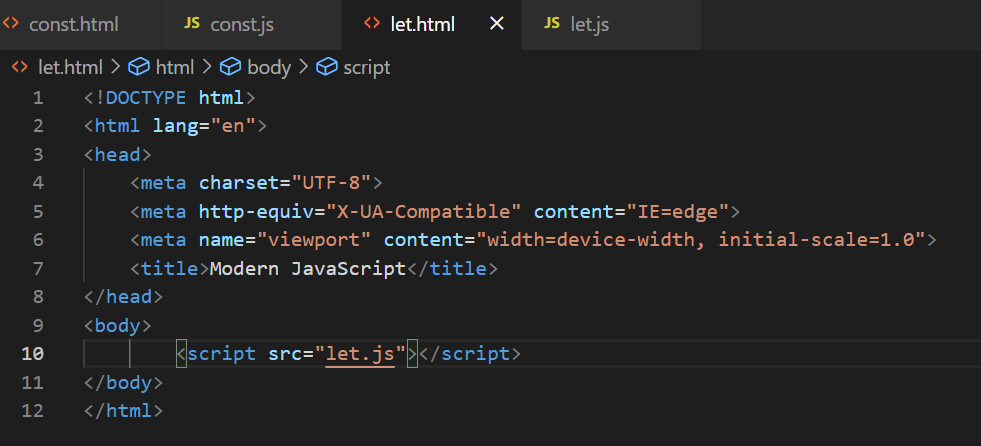 <> const.html JS const.js <> let.html × JS let.js
<> let.html > html > body > script
1 <!DOCTYPE html>
2 <html lang="en">
3 <head>
4     <meta charset="UTF-8">
5     <meta http-equiv="X-UA-Compatible" content="IE=edge">
6     <meta name="viewport" content="width=device-width, initial-scale=1.0">
7     <title>Modern JavaScript</title>
8 </head>
9 <body>
10         <script src="let.js"></script>
11 </body>
12 </html>